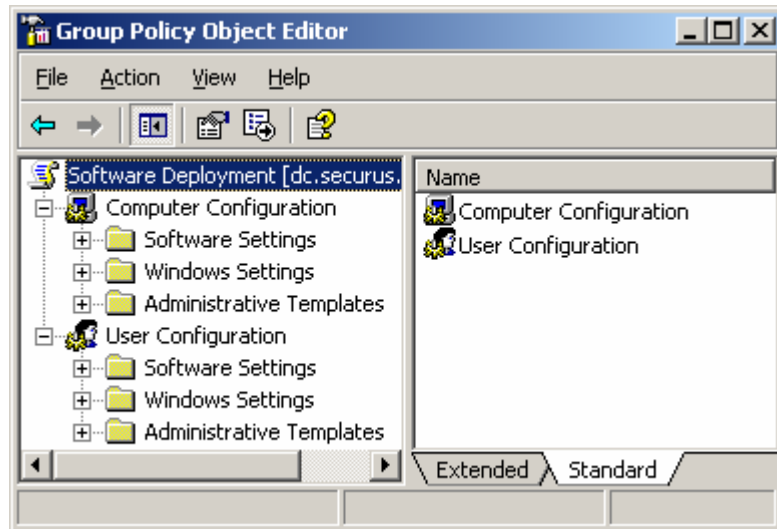 Group Policy Object Editor
File Action View Help
Software Deployment [dc.securus.
Computer Configuration
Software Settings
Windows Settings
Administrative Templates
User Configuration
Software Settings
Windows Settings
Administrative Templates
Name
Computer Configuration
User Configuration
Extended Standard